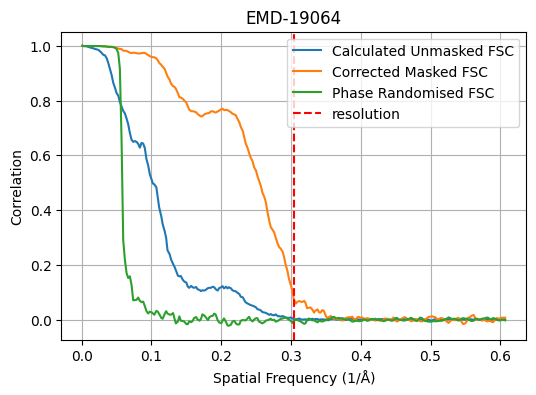 EMD-19064
Calculated Unmasked FSC
Corrected Masked FSC
Phase Randomised FSC
resolution
Correlation
1.0
0.8
0.6
0.4
0.2
0.0
0.0 0.1 0.2 0.3 0.4 0.5 0.6
Spatial Frequency (1/Å)